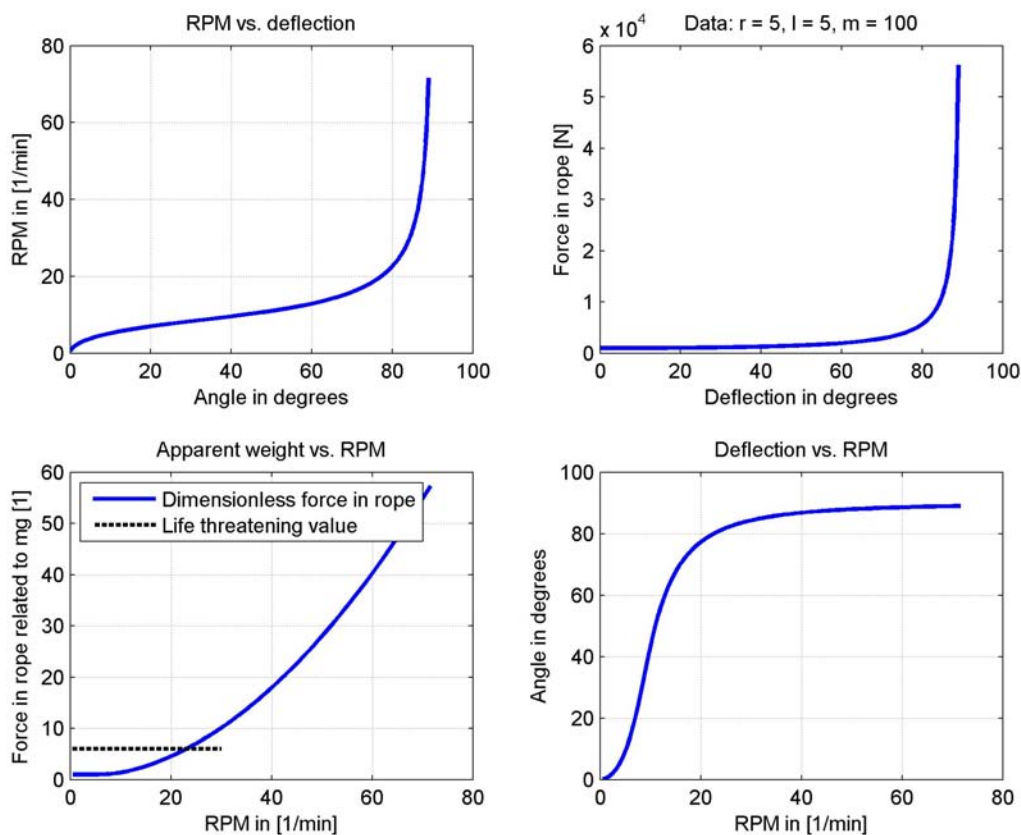 RPM vs. deflection
80
60
40
20
0
RPM in [1/min]
0 20 40 60 80 100
Angle in degrees
Data: r = 5, l = 5, m = 100
x 10^4
6
5
4
3
2
1
0
Force in rope [N]
0 20 40 60 80 100
Deflection in degrees
Apparent weight vs. RPM
60
50
40
30
20
10
0
Force in rope related to mg [1]
Dimensionless force in rope
Life threatening value
0 20 40 60 80
RPM in [1/min]
Deflection vs. RPM
100
80
60
40
20
0
Angle in degrees
0 20 40 60 80
RPM in [1/min]